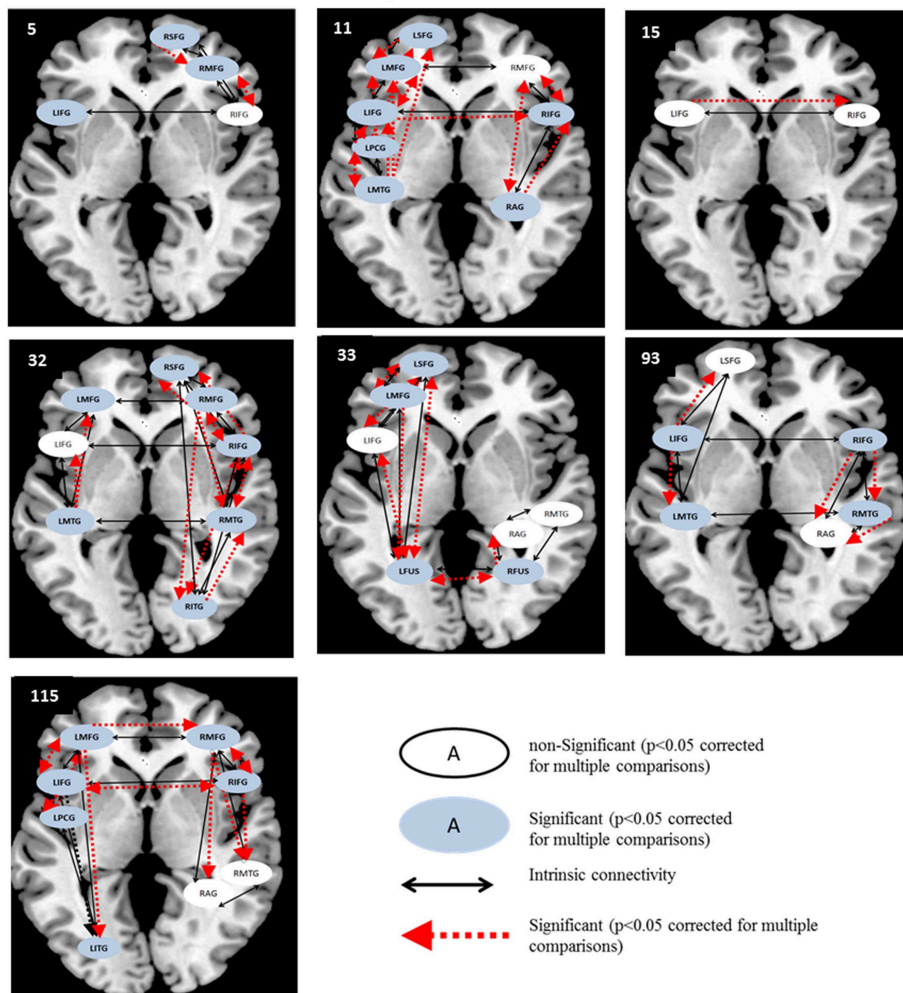 5
RSFG
RMFG
LIFG
RIFG
11
LSFG
LMFG
RMFG
LIFG
RIFG
LPCG
LMTG
RAG
15
LIFG
RIFG
32
RSFG
LMFG
RMFG
LIFG
RIFG
LMTG
RMTG
RITG
33
LSFG
LMFG
LIFG
RMTG
RAG
LFUS
RFUS
93
LSFG
LIFG
RIFG
LMTG
RMTG
RAG
115
LMFG
RMFG
LIFG
RIFG
LPCG
RMTG
RAG
LITG
A
non-Significant (p<0.05 corrected
for multiple comparisons)
A
Significant (p<0.05 corrected
for multiple comparisons)
Intrinsic connectivity
Significant (p<0.05 corrected for multiple
comparisons)